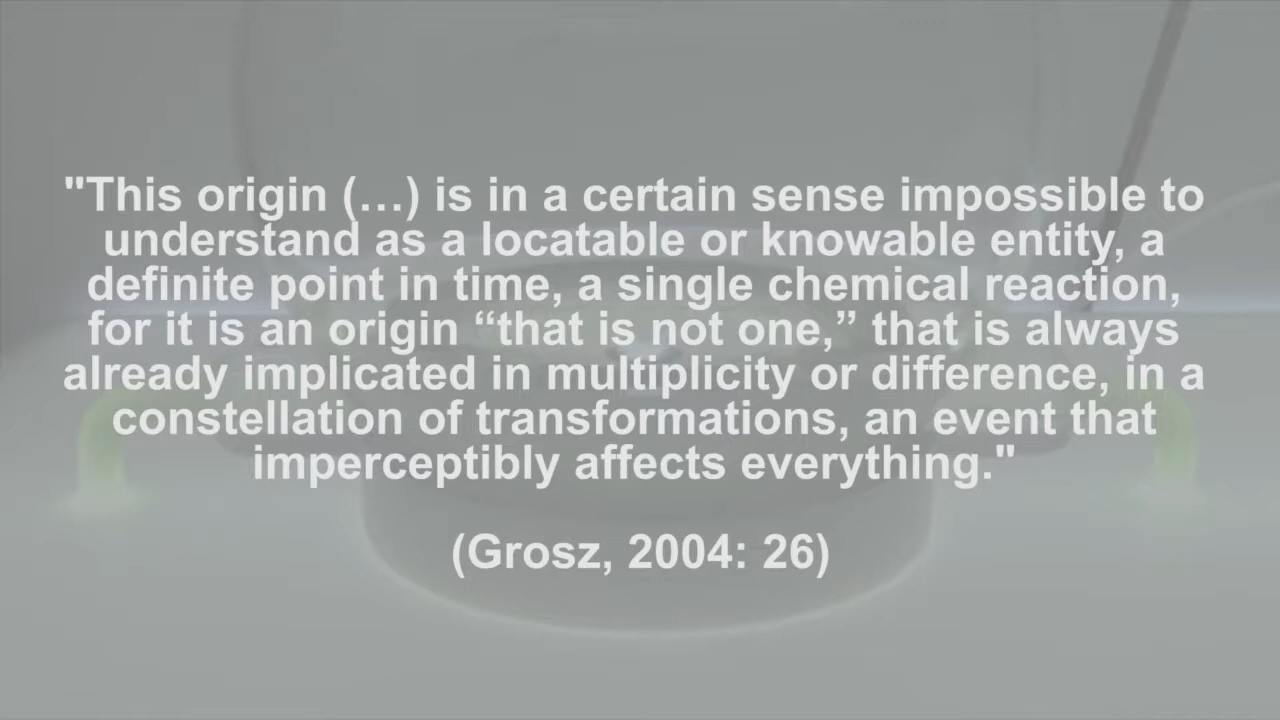 "This origin (…) is in a certain sense impossible to
understand as a locatable or knowable entity, a
definite point in time, a single chemical reaction,
for it is an origin “that is not one,” that is always
already implicated in multiplicity or difference, in a
constellation of transformations, an event that
imperceptibly affects everything."
(Grosz, 2004: 26)